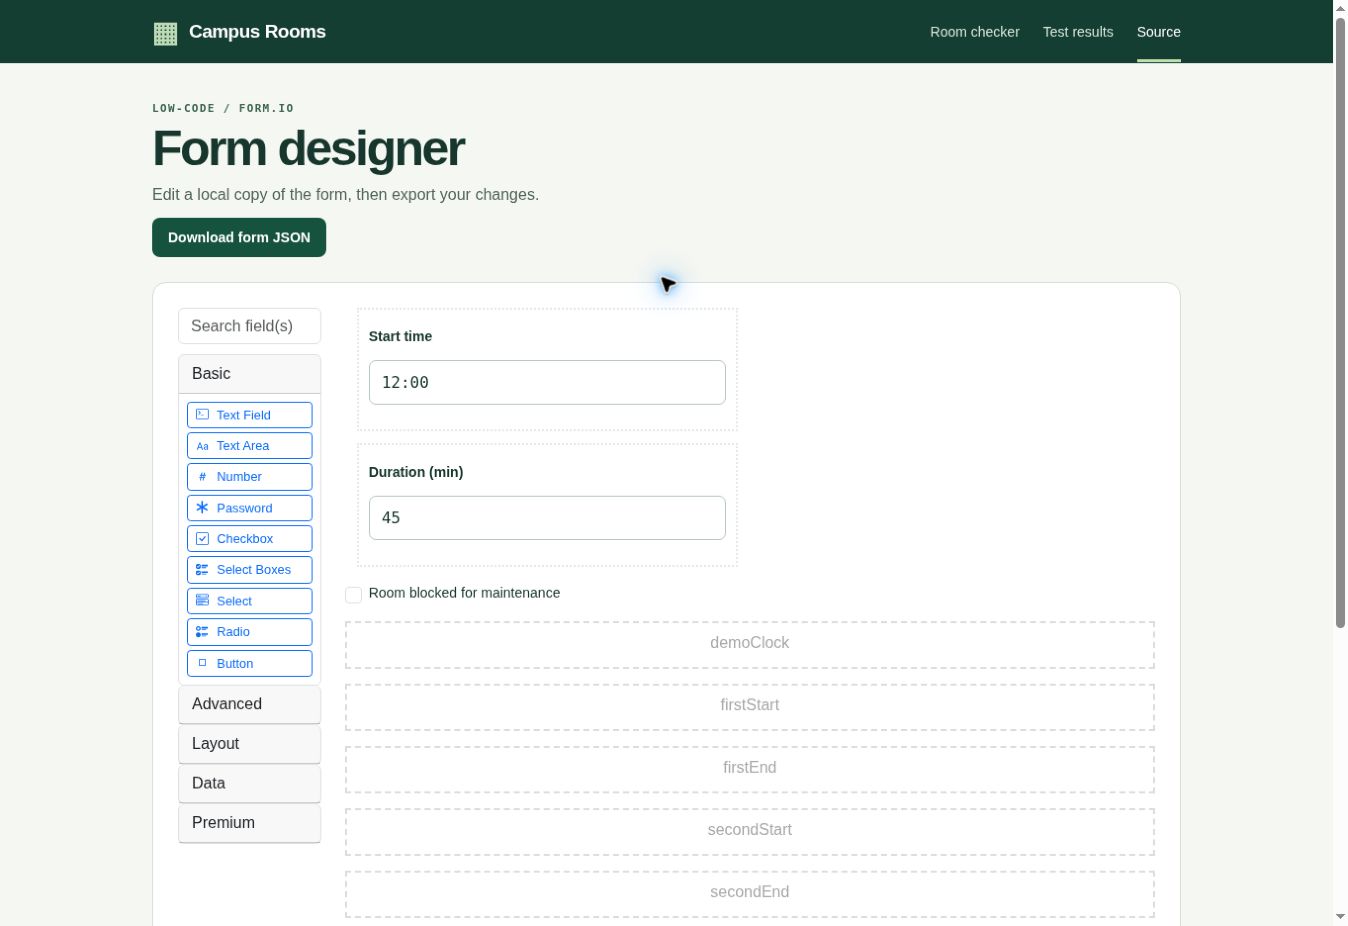 Campus Rooms
Room checker
Test results
Source
LOW-CODE / FORM.IO
Form designer
Edit a local copy of the form, then export your changes.
Download form JSON
Search field(s)
Basic
Text Field
Aa Text Area
# Number
Password
Checkbox
Select Boxes
Select
Radio
Button
Advanced
Layout
Data
Premium
Start time
12:00
Duration (min)
45
Room blocked for maintenance
demoClock
firstStart
firstEnd
secondStart
secondEnd